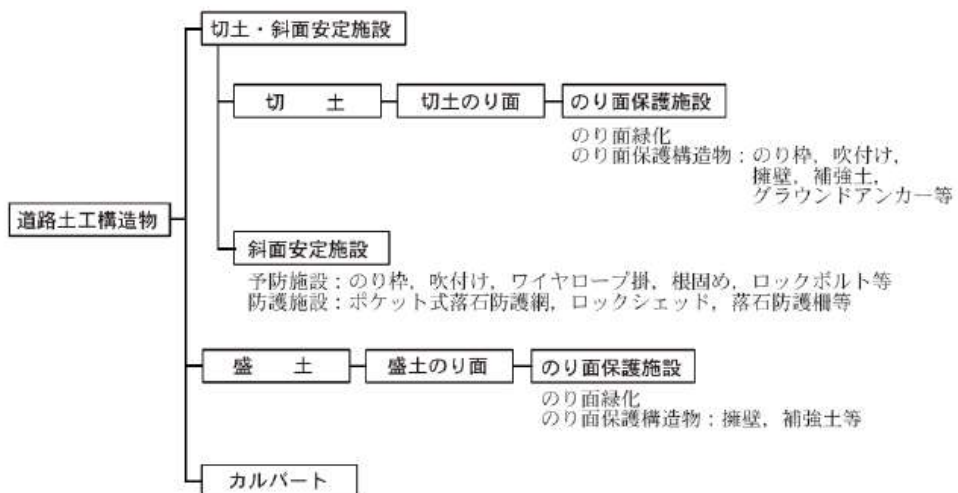 切土・斜面安定施設
切　土
切土のり面
のり面保護施設
のり面緑化
のり面保護構造物：のり枠，吹付け，
擁壁，補強土，
グラウンドアンカー等
道路土工構造物
斜面安定施設
予防施設：のり枠，吹付け，ワイヤロープ掛，根固め，ロックボルト等
防護施設：ポケット式落石防護網，ロックシェッド，落石防護柵等
盛　土
盛土のり面
のり面保護施設
のり面緑化
のり面保護構造物：擁壁，補強土等
カルバート